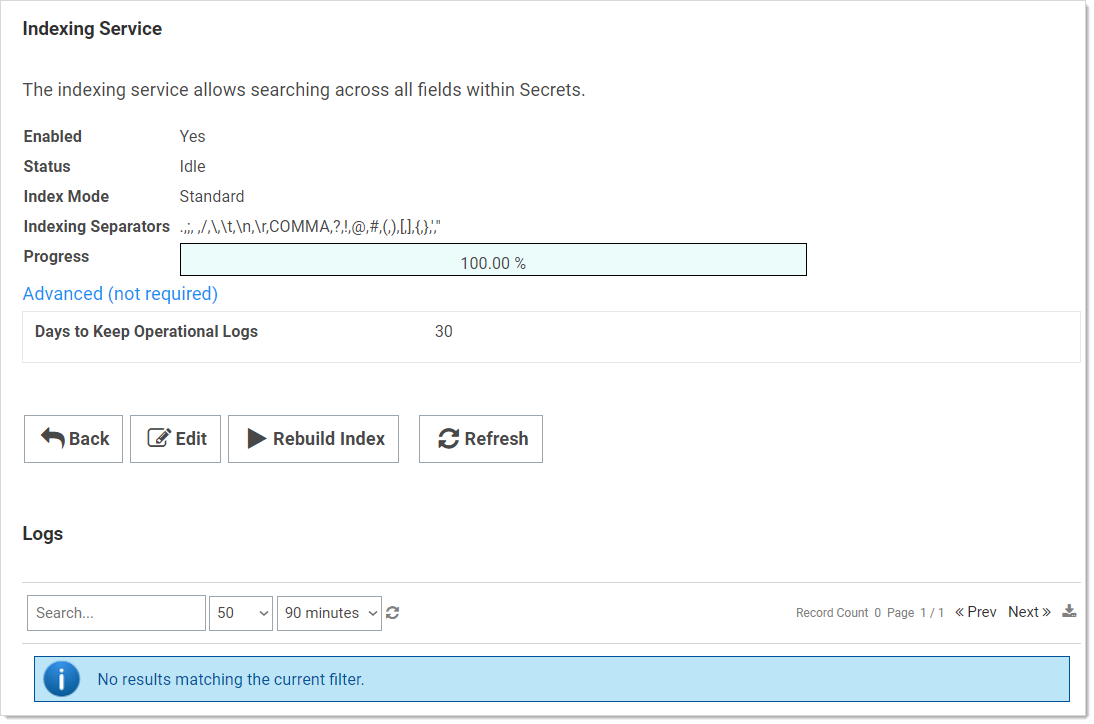 Indexing Service
The indexing service allows searching across all fields within Secrets.
Enabled Yes
Status Idle
Index Mode Standard
Indexing Separators .,;, ,/,\,\t,\n,\r,COMMA,?,!,@,#,(,),[,],{,},',"
Progress 100.00 %
Advanced (not required)
Days to Keep Operational Logs 30
Back Edit Rebuild Index Refresh
Logs
Search... 50 90 minutes Record Count 0 Page 1 / 1 « Prev Next »
No results matching the current filter.